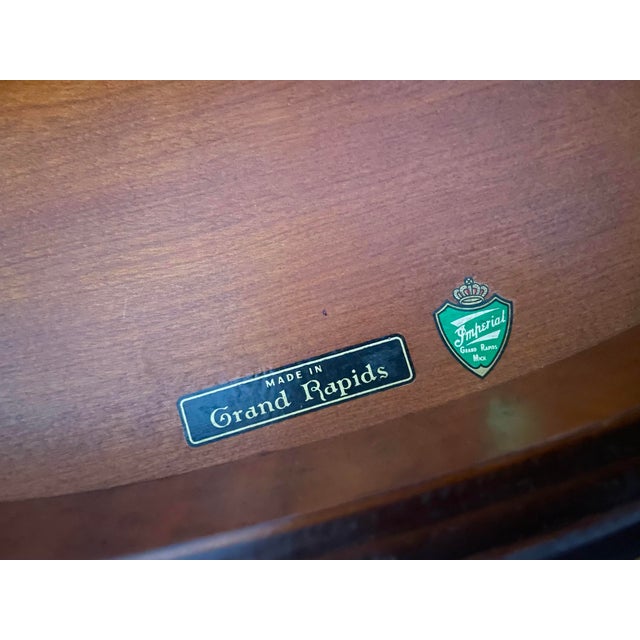 MADE IN
Grand Rapids
Imperial
GRAND RAPIDS
MICH.